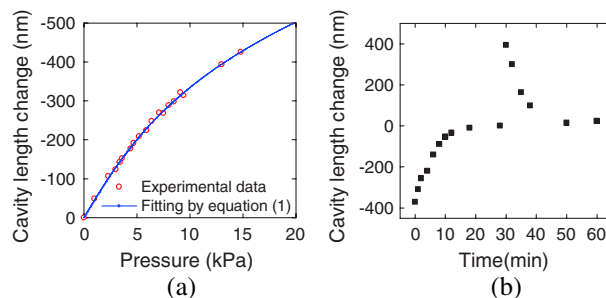 -500
-400
-300
-200
-100
0
Cavity length change (nm)
Experimental data
Fitting by equation (1)
0 5 10 15 20
Pressure (kPa)
(a)
400
200
0
-200
-400
Cavity length change (nm)
0 10 20 30 40 50 60
Time(min)
(b)